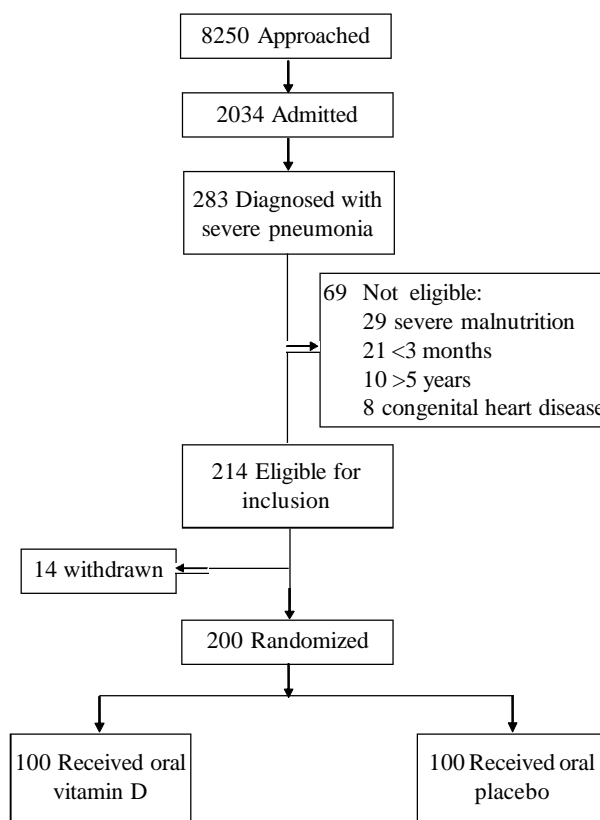 8250 Approached
2034 Admitted
283 Diagnosed with
severe pneumonia
69 Not eligible:
29 severe malnutrition
21 <3 months
10 >5 years
8 congenital heart disease
214 Eligible for
inclusion
14 withdrawn
200 Randomized
100 Received oral
vitamin D
100 Received oral
placebo